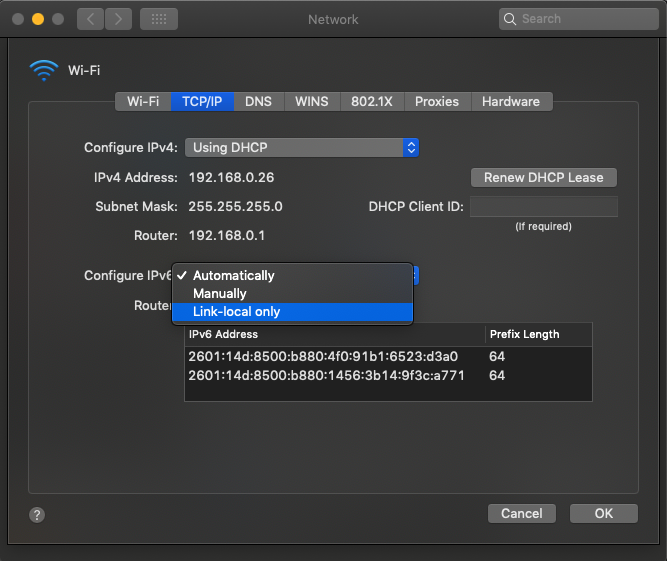 Network
Search
Wi-Fi
Wi-Fi TCP/IP DNS WINS 802.1X Proxies Hardware
Configure IPv4: Using DHCP
IPv4 Address: 192.168.0.26 Renew DHCP Lease
Subnet Mask: 255.255.255.0 DHCP Client ID:
(If required)
Router: 192.168.0.1
Configure IPv6 ✓ Automatically
Manually
Router
Link-local only
IPv6 Address Prefix Length
2601:14d:8500:b880:4f0:91b1:6523:d3a0 64
2601:14d:8500:b880:1456:3b14:9f3c:a771 64
? Cancel OK